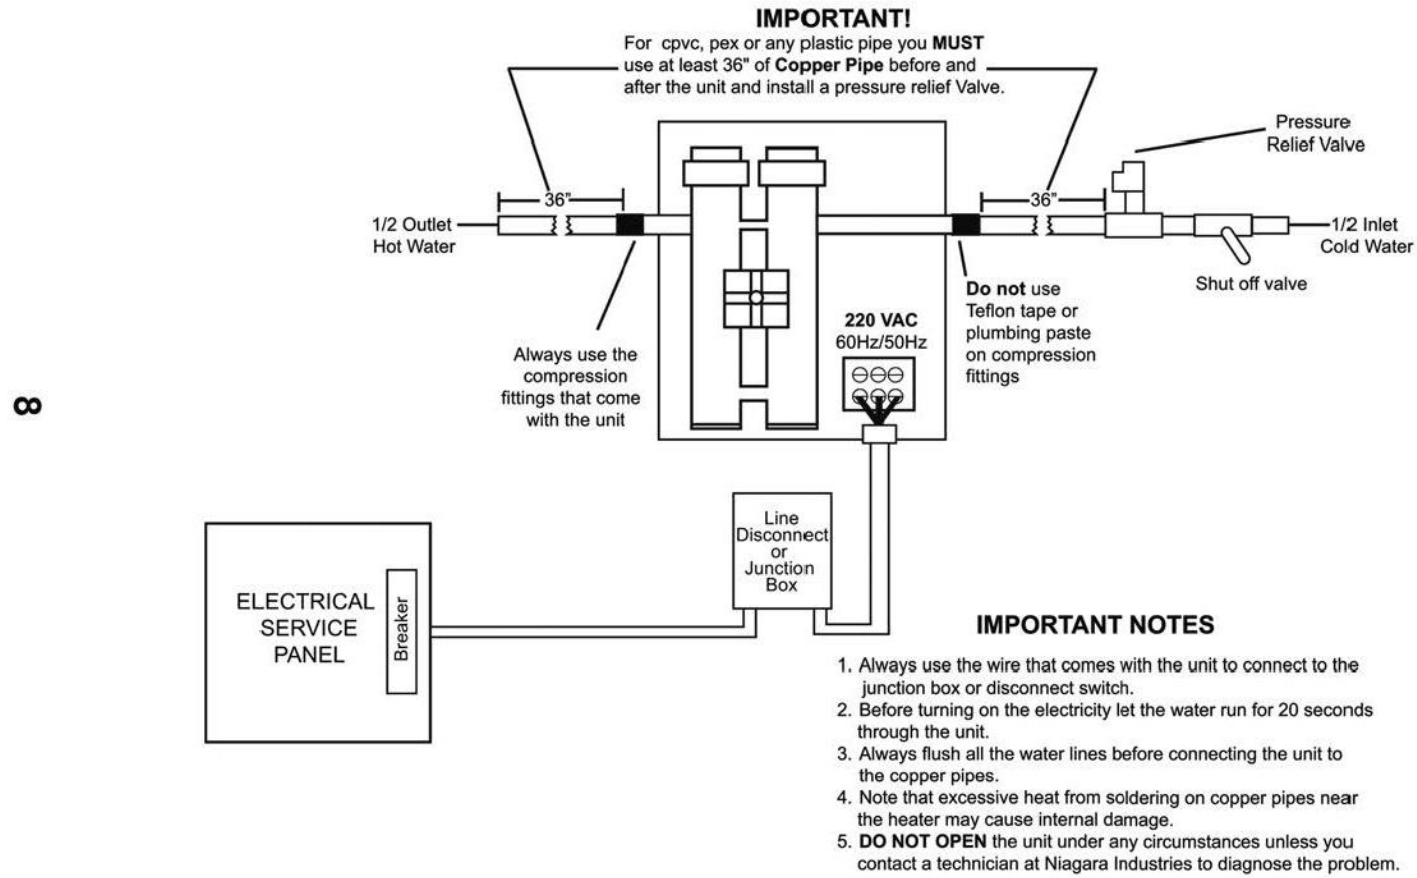 IMPORTANT!
For cpvc, pex or any plastic pipe you MUST
use at least 36" of Copper Pipe before and
after the unit and install a pressure relief Valve.
Pressure
Relief Valve
36"
36"
1/2 Outlet
Hot Water
1/2 Inlet
Cold Water
Shut off valve
Do not use
Teflon tape or
plumbing paste
on compression
fittings
220 VAC
60Hz/50Hz
Always use the
compression
fittings that come
with the unit
8
Line
Disconnect
or
Junction
Box
ELECTRICAL
SERVICE
PANEL
Breaker
IMPORTANT NOTES
1. Always use the wire that comes with the unit to connect to the
junction box or disconnect switch.
2. Before turning on the electricity let the water run for 20 seconds
through the unit.
3. Always flush all the water lines before connecting the unit to
the copper pipes.
4. Note that excessive heat from soldering on copper pipes near
the heater may cause internal damage.
5. DO NOT OPEN the unit under any circumstances unless you
contact a technician at Niagara Industries to diagnose the problem.